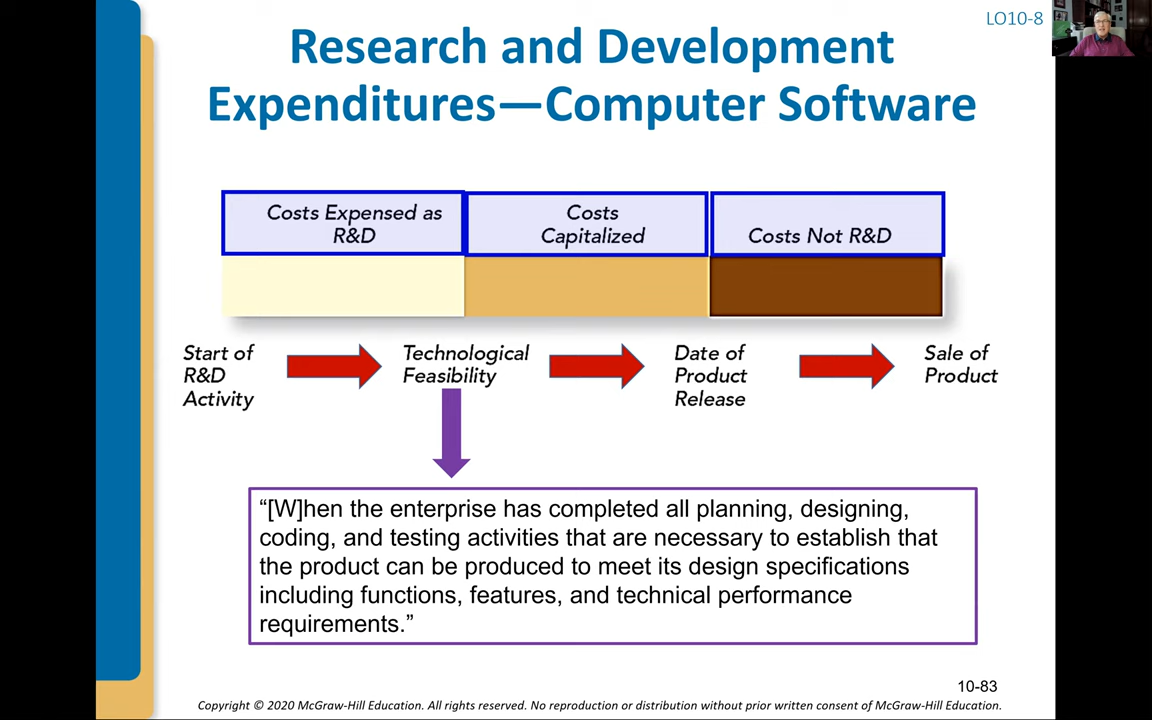 LO10-8
Research and Development
Expenditures—Computer Software
Costs Expensed as
R&D
Costs
Capitalized
Costs Not R&D
Start of
R&D
Activity
Technological
Feasibility
Date of
Product
Release
Sale of
Product
“[W]hen the enterprise has completed all planning, designing,
coding, and testing activities that are necessary to establish that
the product can be produced to meet its design specifications
including functions, features, and technical performance
requirements.”
10-83
Copyright © 2020 McGraw-Hill Education. All rights reserved. No reproduction or distribution without prior written consent of McGraw-Hill Education.